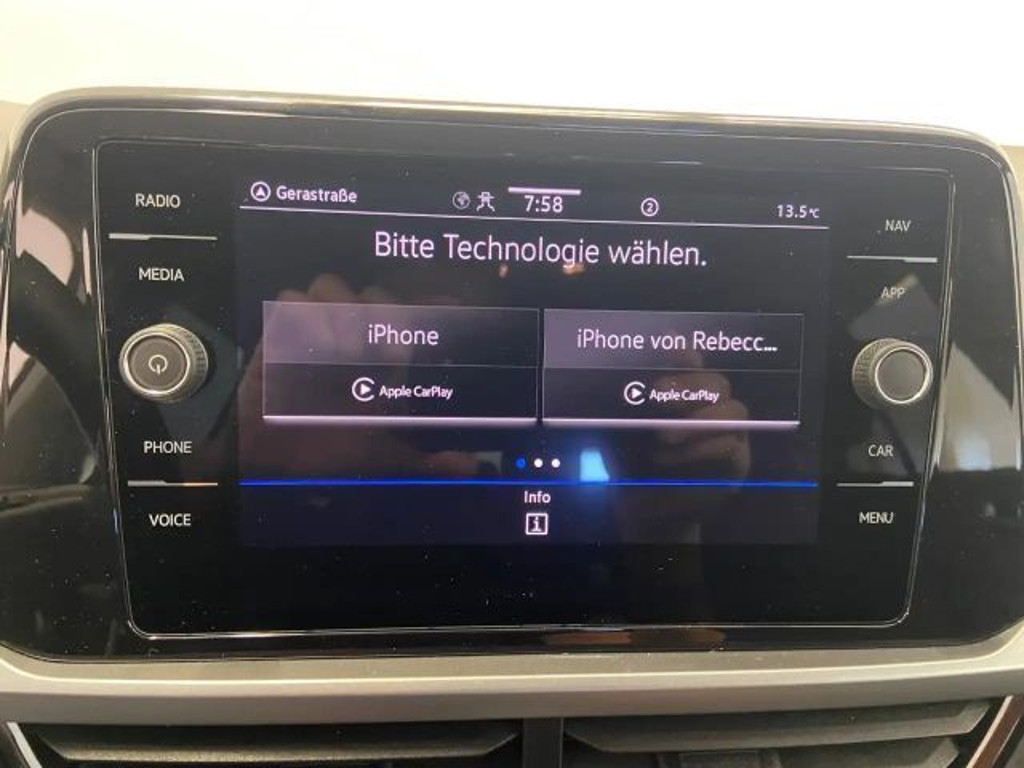 RADIO
MEDIA
PHONE
VOICE
Gerastraße
7:58
2
13.5°C
Bitte Technologie wählen.
iPhone
Apple CarPlay
iPhone von Rebecc...
Apple CarPlay
Info
i
NAV
APP
CAR
MENU